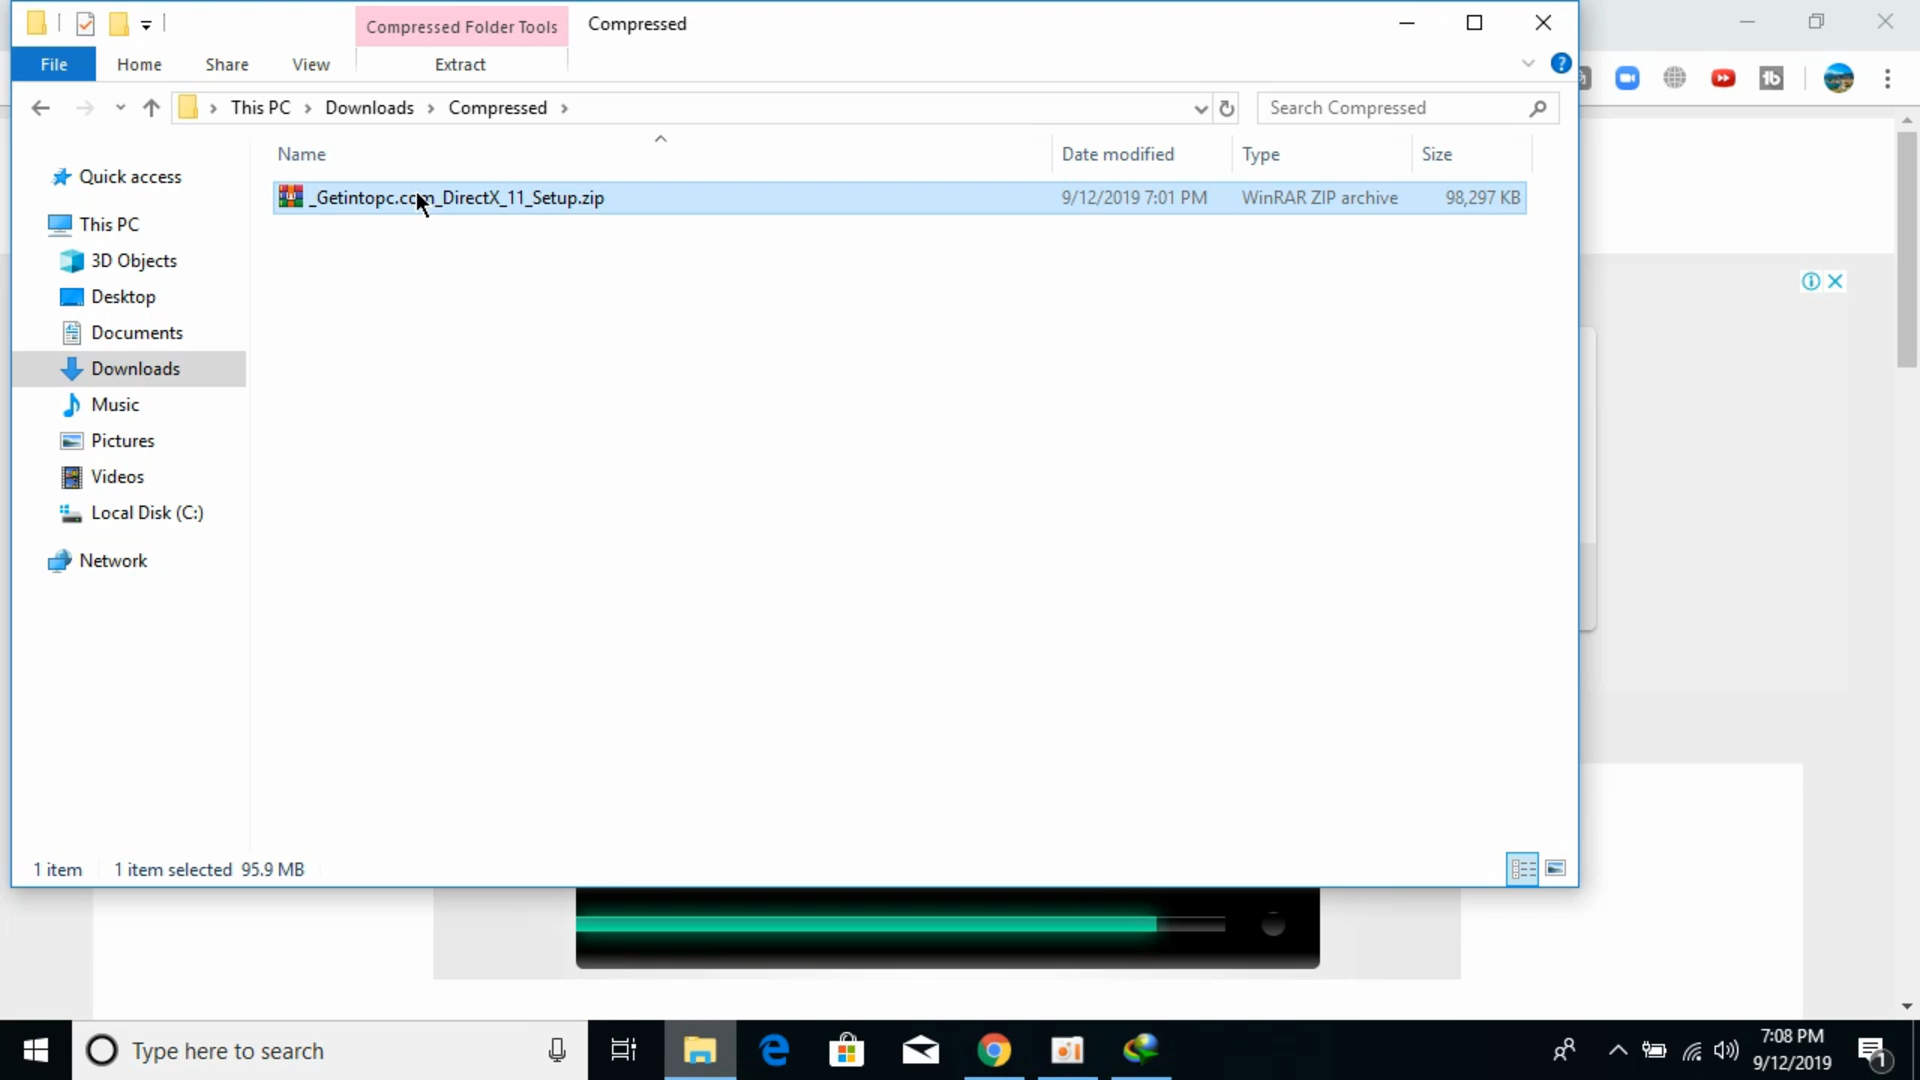 Compressed Folder Tools
Compressed
File
Home
Share
View
Extract
?
This PC
Downloads
Compressed
Search Compressed
Name
Date modified
Type
Size
_Getintopc.com_DirectX_11_Setup.zip
9/12/2019 7:01 PM
WinRAR ZIP archive
98,297 KB
Quick access
This PC
3D Objects
Desktop
Documents
Downloads
Music
Pictures
Videos
Local Disk (C:)
Network
1 item
1 item selected 95.9 MB
Type here to search
7:08 PM
9/12/2019
1